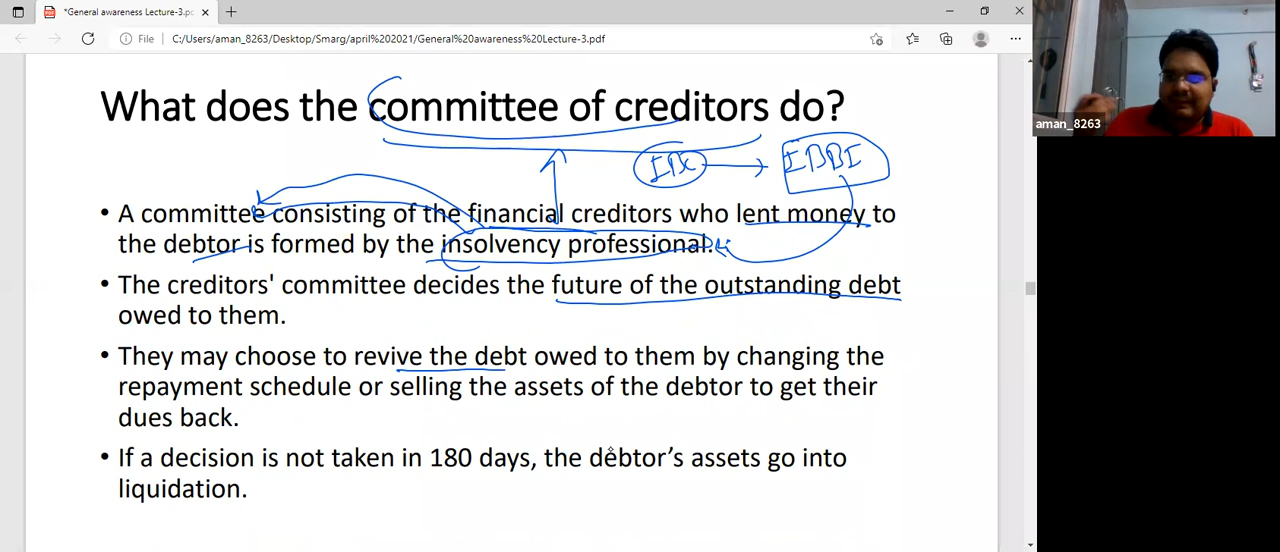 *General awareness Lecture-3.pc
File
C:/Users/aman_8263/Desktop/Smarg/april%202021/General%20awareness%20Lecture-3.pdf
aman_8263
What does the committee of creditors do?
IBC → IBBI
• A committee consisting of the financial creditors who lent money to
the debtor is formed by the insolvency professional.
• The creditors' committee decides the future of the outstanding debt
owed to them.
• They may choose to revive the debt owed to them by changing the
repayment schedule or selling the assets of the debtor to get their
dues back.
• If a decision is not taken in 180 days, the debtor’s assets go into
liquidation.